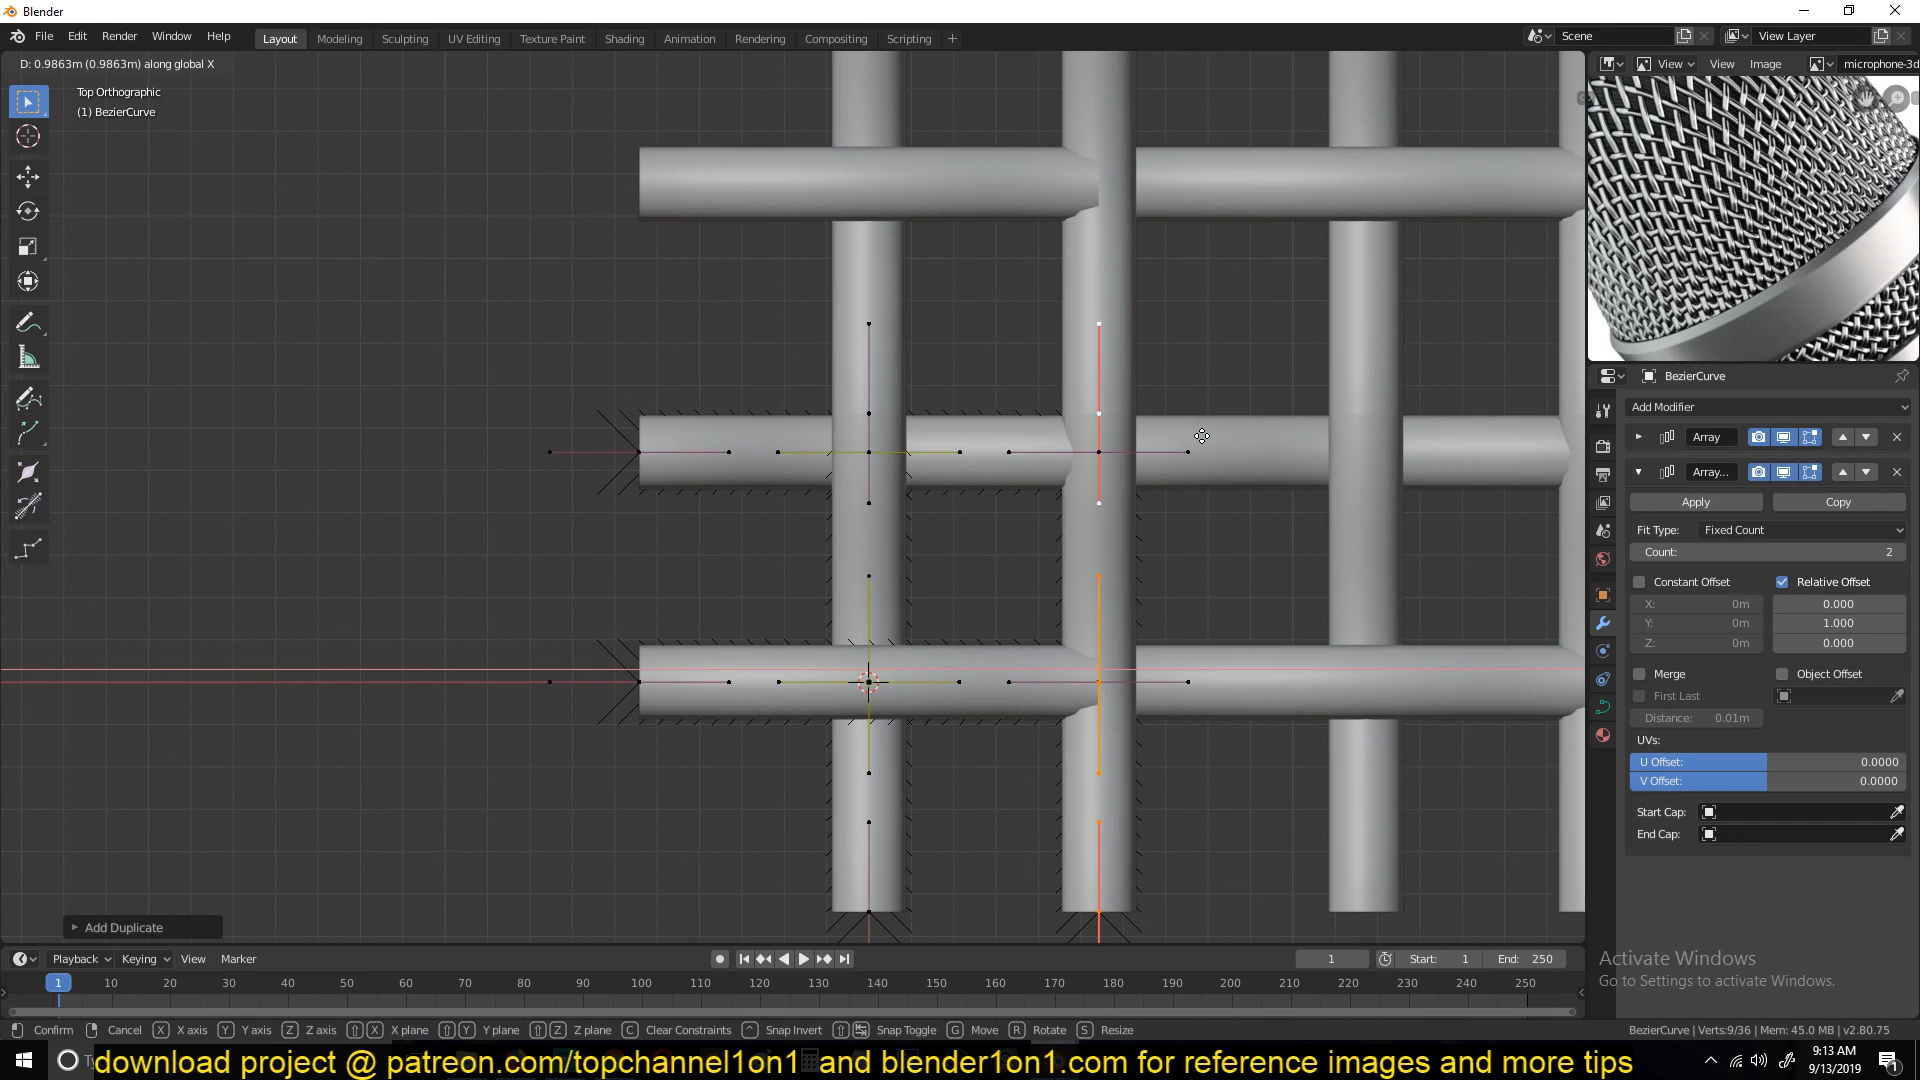 Blender
File Edit Render Window Help
Layout Modeling Sculpting UV Editing Texture Paint Shading Animation Rendering Compositing Scripting +
Scene
View Layer
D: 0.9863m (0.9863m) along global X
View View Image microphone-3d
Top Orthographic
(1) BezierCurve
BezierCurve
Add Modifier
Array
Array...
Apply Copy
Fit Type: Fixed Count
Count: 2
Constant Offset Relative Offset
X: 0m 0.000
Y: 0m 1.000
Z: 0m 0.000
Merge Object Offset
First Last
Distance: 0.01m
UVs:
U Offset: 0.0000
V Offset: 0.0000
Start Cap:
End Cap:
Add Duplicate
Activate Windows
Go to Settings to activate Windows.
Playback Keying View Marker
1 Start: 1 End: 250
1 10 20 30 40 50 60 70 80 90 100 110 120 130 140 150 160 170 180 190 200 210 220 230 240 250
Confirm Cancel X X axis Y Y axis Z Z axis X X plane Y Y plane Z Z plane C Clear Constraints Snap Invert Snap Toggle G Move R Rotate S Resize
BezierCurve | Verts:9/36 | Mem: 45.0 MB | v2.80.75
download project @ patreon.com/topchannel1on1 and blender1on1.com for reference images and more tips
9:13 AM
9/13/2019
1